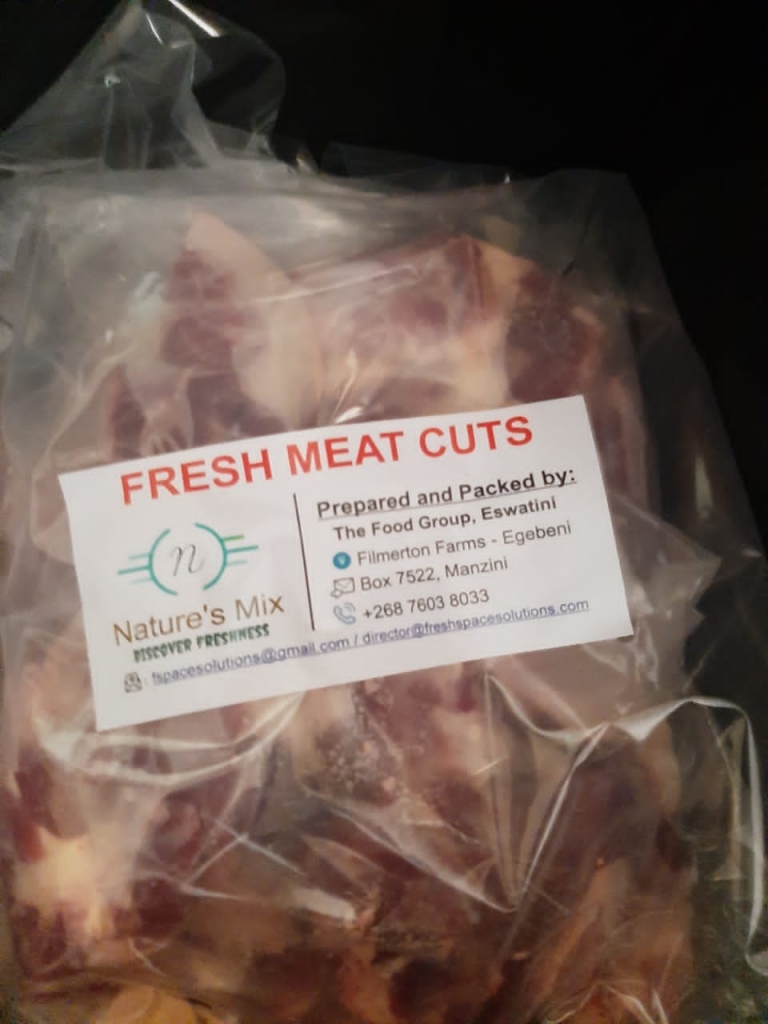 FRESH MEAT CUTS
n
Nature's Mix
DISCOVER FRESHNESS
Prepared and Packed by:
The Food Group, Eswatini
Filmerton Farms - Egebeni
Box 7522, Manzini
+268 7603 8033
: fspacesolutions@gmail.com / director@freshspacesolutions.com